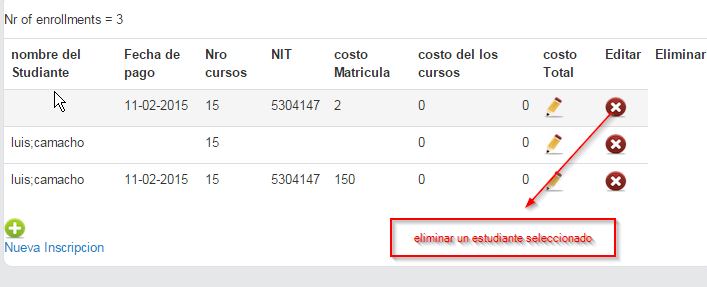 Nr of enrollments = 3
nombre del Studiante Fecha de pago Nro cursos NIT costo Matricula costo del los cursos costo Total Editar Eliminar
11-02-2015 15 5304147 2 0 0
luis;camacho 15 0 0
luis;camacho 11-02-2015 15 5304147 150 0 0
eliminar un estudiante seleccionado
Nueva Inscripcion